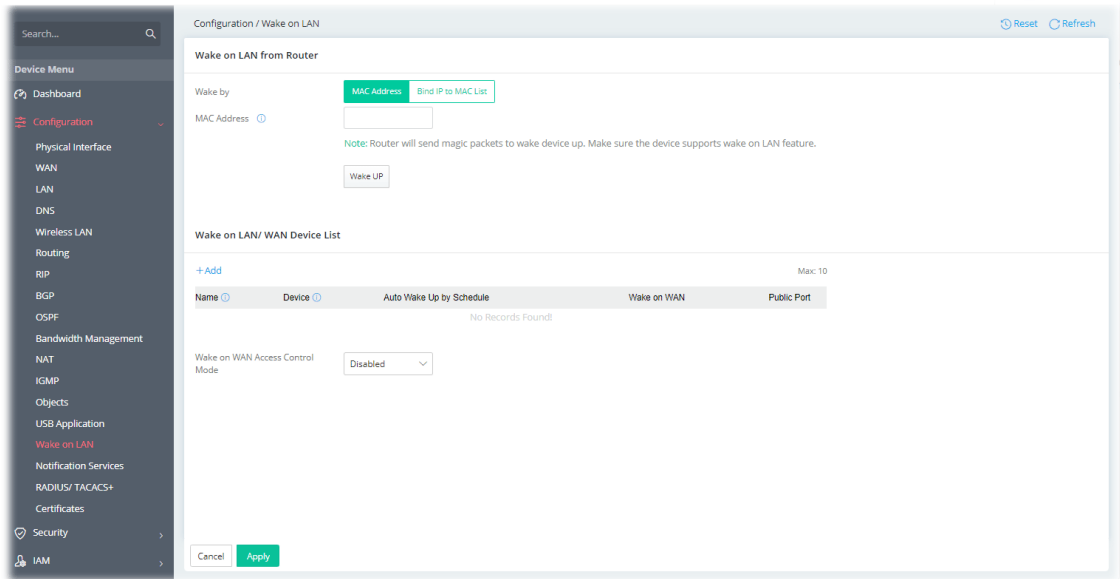 Search...
Device Menu
Dashboard
Configuration
Physical Interface
WAN
LAN
DNS
Wireless LAN
Routing
RIP
BGP
OSPF
Bandwidth Management
NAT
IGMP
Objects
USB Application
Wake on LAN
Notification Services
RADIUS/ TACACS+
Certificates
Security
IAM
Configuration / Wake on LAN
Reset Refresh
Wake on LAN from Router
Wake by MAC Address Bind IP to MAC List
MAC Address
Note: Router will send magic packets to wake device up. Make sure the device supports wake on LAN feature.
Wake UP
Wake on LAN/ WAN Device List
+Add Max: 10
Name Device Auto Wake Up by Schedule Wake on WAN Public Port
No Records Found!
Wake on WAN Access Control
Mode
Disabled
Cancel Apply